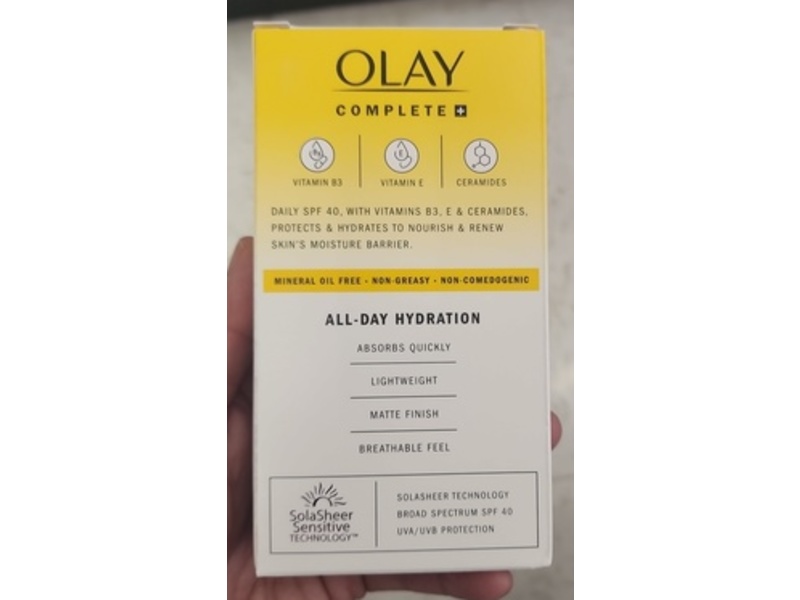 OLAY
COMPLETE +
B3
E
VITAMIN B3
VITAMIN E
CERAMIDES
DAILY SPF 40, WITH VITAMINS B3, E & CERAMIDES,
PROTECTS & HYDRATES TO NOURISH & RENEW
SKIN'S MOISTURE BARRIER.
MINERAL OIL FREE - NON-GREASY - NON-COMEDOGENIC
ALL-DAY HYDRATION
ABSORBS QUICKLY
LIGHTWEIGHT
MATTE FINISH
BREATHABLE FEEL
SolaSheer
Sensitive
TECHNOLOGY™
SOLASHEER TECHNOLOGY
BROAD SPECTRUM SPF 40
UVA/UVB PROTECTION